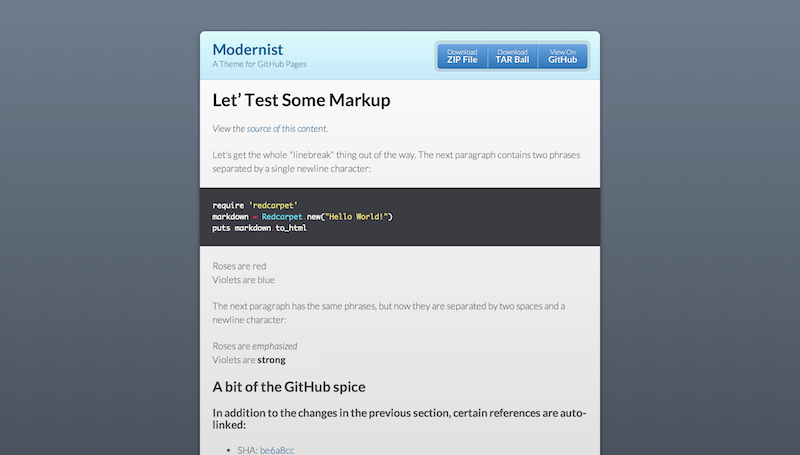 Modernist
A Theme for GitHub Pages
Download
ZIP File
Download
TAR Ball
View On
GitHub
Let’ Test Some Markup
View the source of this content.
Let's get the whole "linebreak" thing out of the way. The next paragraph contains two phrases
separated by a single newline character:
require 'redcarpet'
markdown = Redcarpet.new("Hello World!")
puts markdown.to_html
Roses are red
Violets are blue
The next paragraph has the same phrases, but now they are separated by two spaces and a
newline character:
Roses are emphasized
Violets are strong
A bit of the GitHub spice
In addition to the changes in the previous section, certain references are auto-
linked:
• SHA: be6a8cc